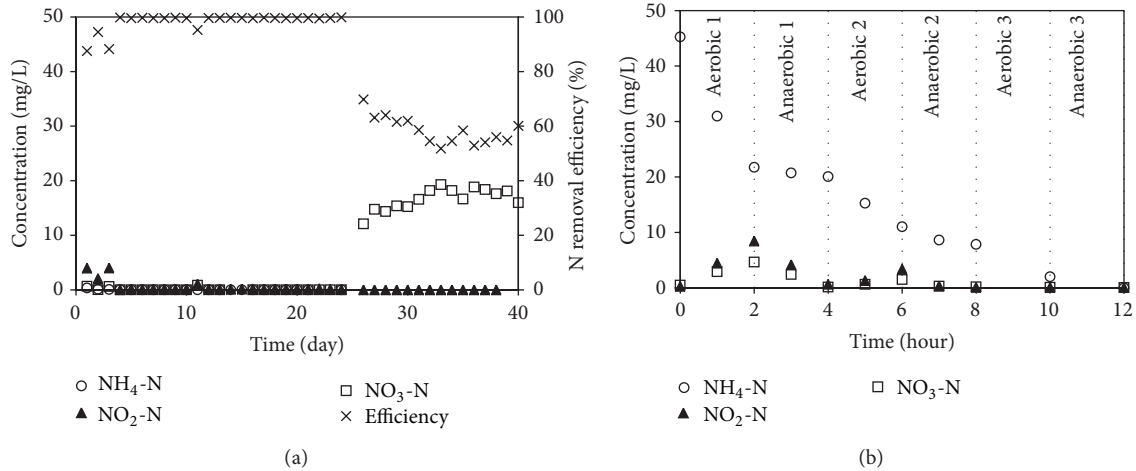 50
40
30
20
10
0
Concentration (mg/L)
100
80
60
40
20
0
N removal efficiency (%)
0
10
20
30
40
Time (day)
NH4-N
NO2-N
NO3-N
Efficiency
(a)
50
40
30
20
10
0
Concentration (mg/L)
Aerobic 1
Anaerobic 1
Aerobic 2
Anaerobic 2
Aerobic 3
Anaerobic 3
0
2
4
6
8
10
12
Time (hour)
NH4-N
NO2-N
NO3-N
(b)